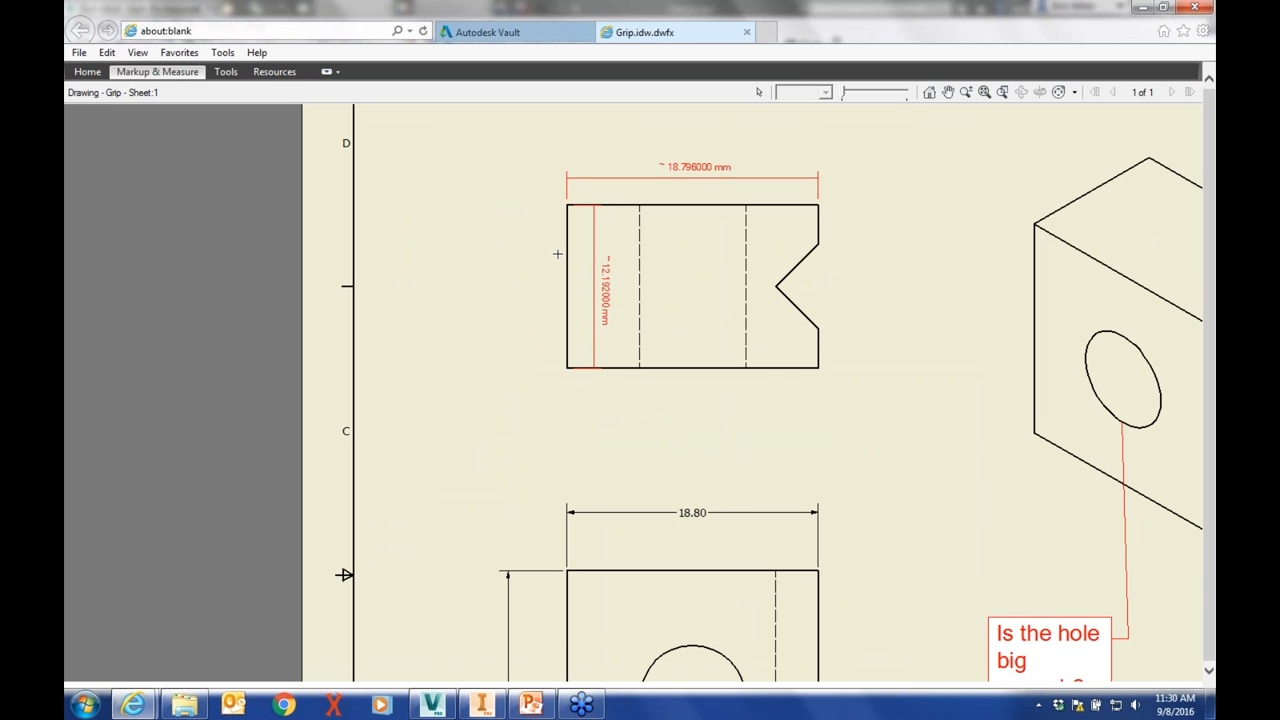 about:blank
Autodesk Vault
Grip.idw.dwfx
File Edit View Favorites Tools Help
Home Markup & Measure Tools Resources
Drawing - Grip - Sheet:1
1 of 1
D
~ 18.796000 mm
~ 12.192000 mm
C
18.80
Is the hole
big
11:30 AM
9/8/2016